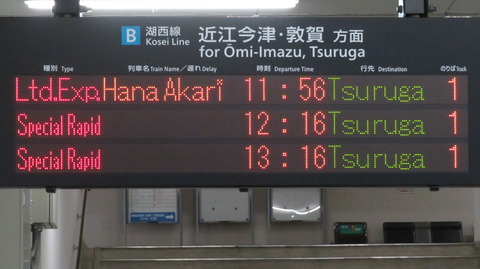 B 湖西線 近江今津・敦賀 方面
Kosei Line for Ōmi-Imazu, Tsuruga
種別 Type 列車名 Train Name／遅れ Delay 時刻 Departure Time 行先 Destination のりば Track
Ltd.Exp. Hana Akari 11:56 Tsuruga 1
Special Rapid 12:16 Tsuruga 1
Special Rapid 13:16 Tsuruga 1